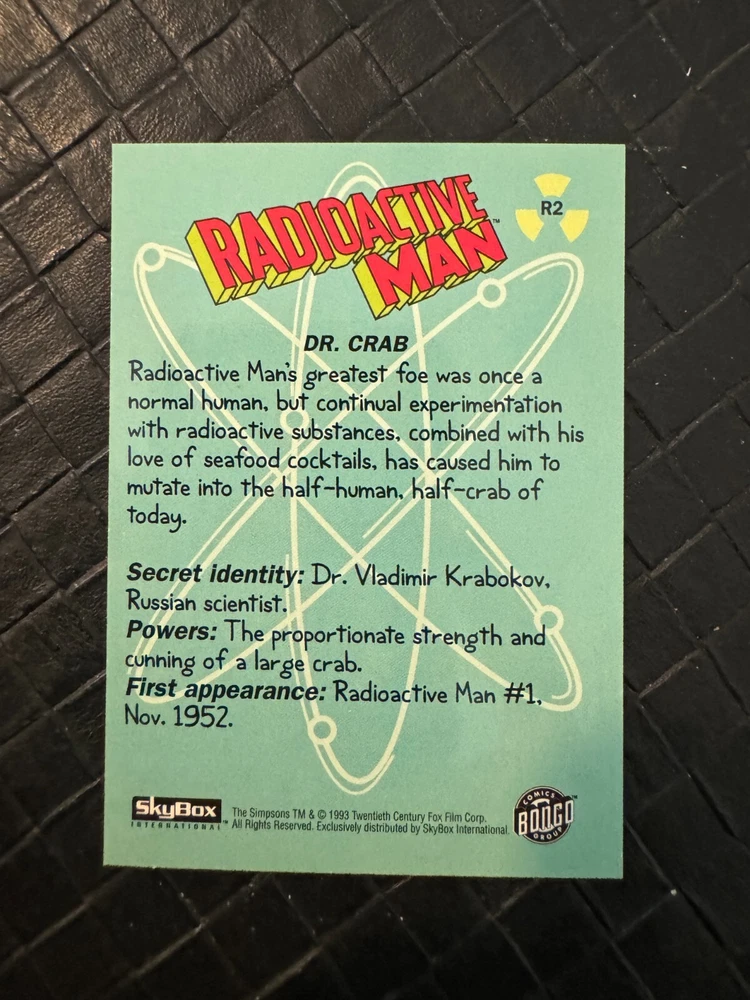 RADIOACTIVE
MAN™
R2
DR. CRAB
Radioactive Man's greatest foe was once a
normal human, but continual experimentation
with radioactive substances, combined with his
love of seafood cocktails, has caused him to
mutate into the half-human, half-crab of
today.
Secret identity: Dr. Vladimir Krabokov,
Russian scientist.
Powers: The proportionate strength and
cunning of a large crab.
First appearance: Radioactive Man #1,
Nov. 1952.
SkyBox
INTERNATIONAL™
The Simpsons TM & © 1993 Twentieth Century Fox Film Corp.
All Rights Reserved. Exclusively distributed by SkyBox International.
COMICS
BONGO™
GROUP